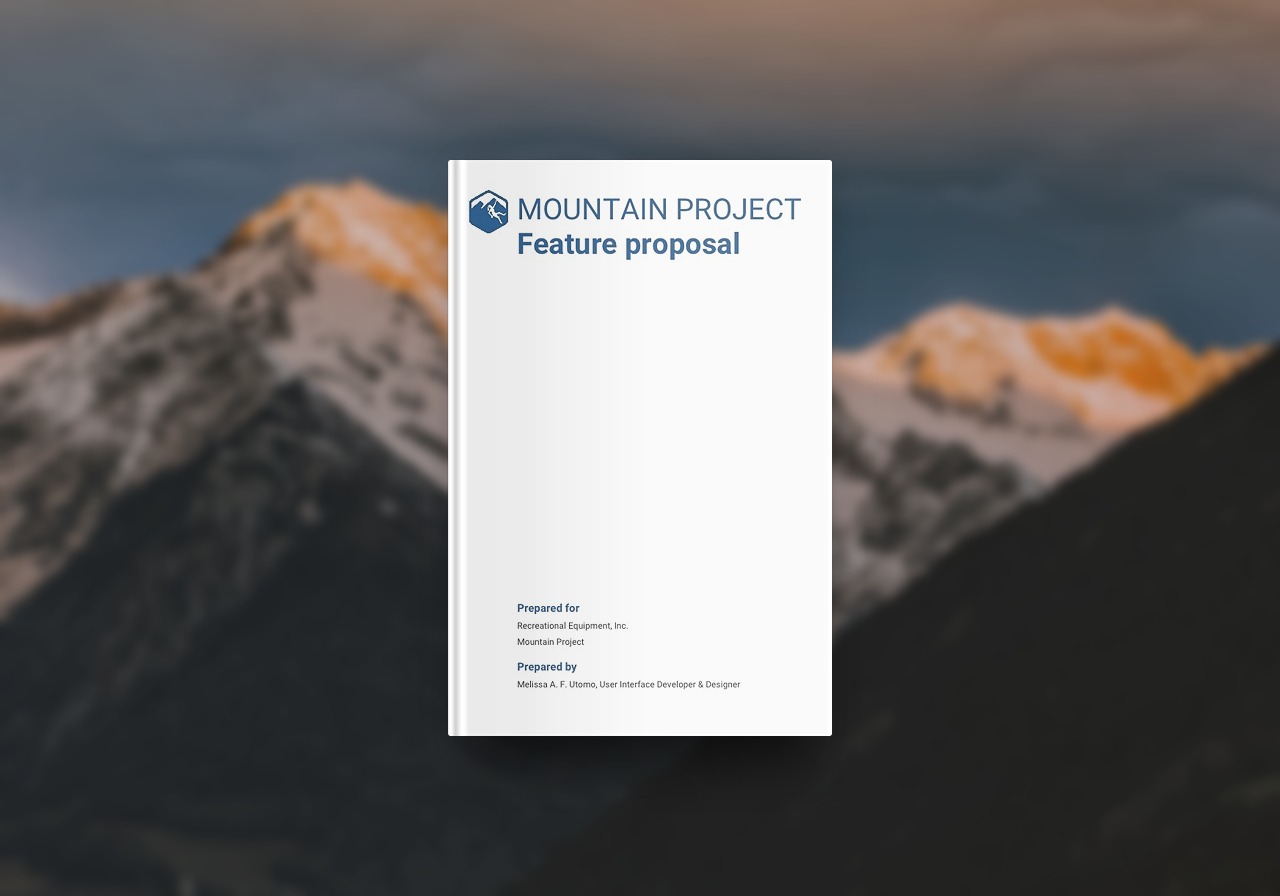 MOUNTAIN PROJECT
Feature proposal
Prepared for
Recreational Equipment, Inc.
Mountain Project
Prepared by
Melissa A. F. Utomo, User Interface Developer & Designer